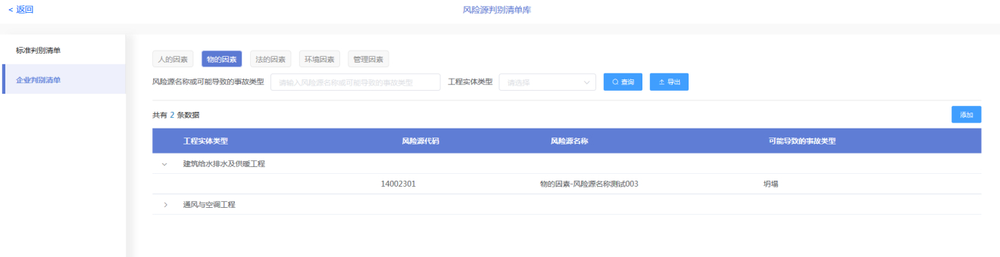 < 返回
风险源判别清单库
标准判别清单
企业判别清单
人的因素 物的因素 法的因素 环境因素 管理因素
风险源名称或可能导致的事故类型 请输入风险源名称或可能导致的事故类型 工程实体类型 请选择 查询 导出
共有 2 条数据 添加
工程实体类型 风险源代码 风险源名称 可能导致的事故类型
建筑给水排水及供暖工程
14002301 物的因素-风险源名称测试003 坍塌
通风与空调工程